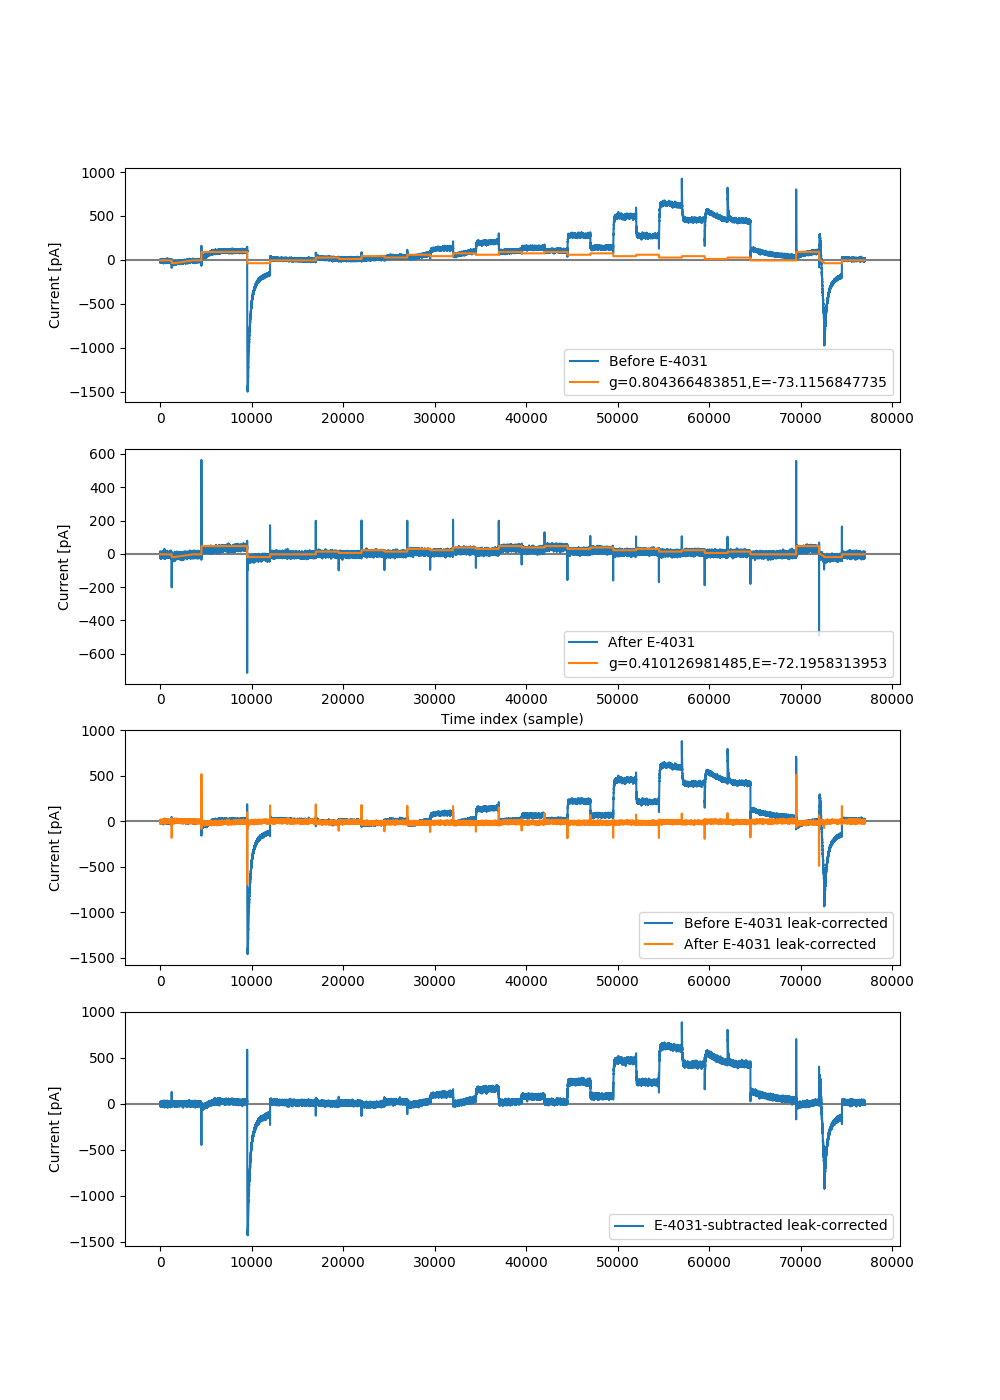 1000
500
0
−500
−1000
−1500
Current [pA]
Before E-4031
g=0.804366483851,E=-73.1156847735
0 10000 20000 30000 40000 50000 60000 70000 80000
600
400
200
0
−200
−400
−600
Current [pA]
After E-4031
g=0.410126981485,E=-72.1958313953
0 10000 20000 30000 40000 50000 60000 70000 80000
Time index (sample)
1000
500
0
−500
−1000
−1500
Current [pA]
Before E-4031 leak-corrected
After E-4031 leak-corrected
0 10000 20000 30000 40000 50000 60000 70000 80000
1000
500
0
−500
−1000
−1500
Current [pA]
E-4031-subtracted leak-corrected
0 10000 20000 30000 40000 50000 60000 70000 80000